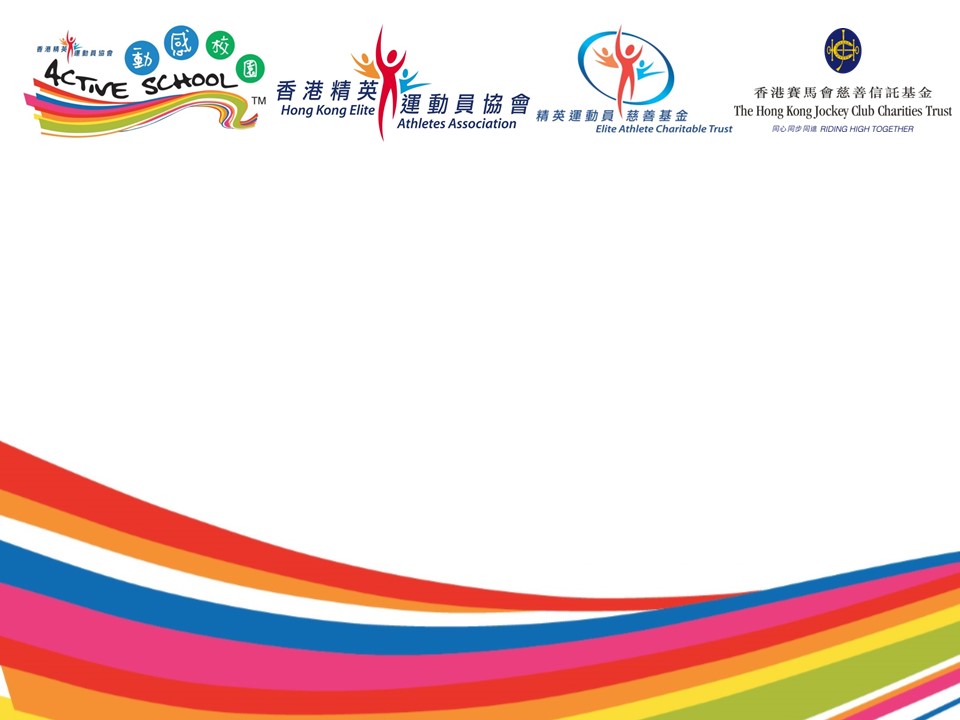 香港精英運動員協會
動感校園
ACTIVE SCHOOL
TM
香港精英運動員協會
Hong Kong Elite Athletes Association
精英運動員慈善基金
Elite Athlete Charitable Trust
香港賽馬會慈善信託基金
The Hong Kong Jockey Club Charities Trust
同心同步同進 RIDING HIGH TOGETHER